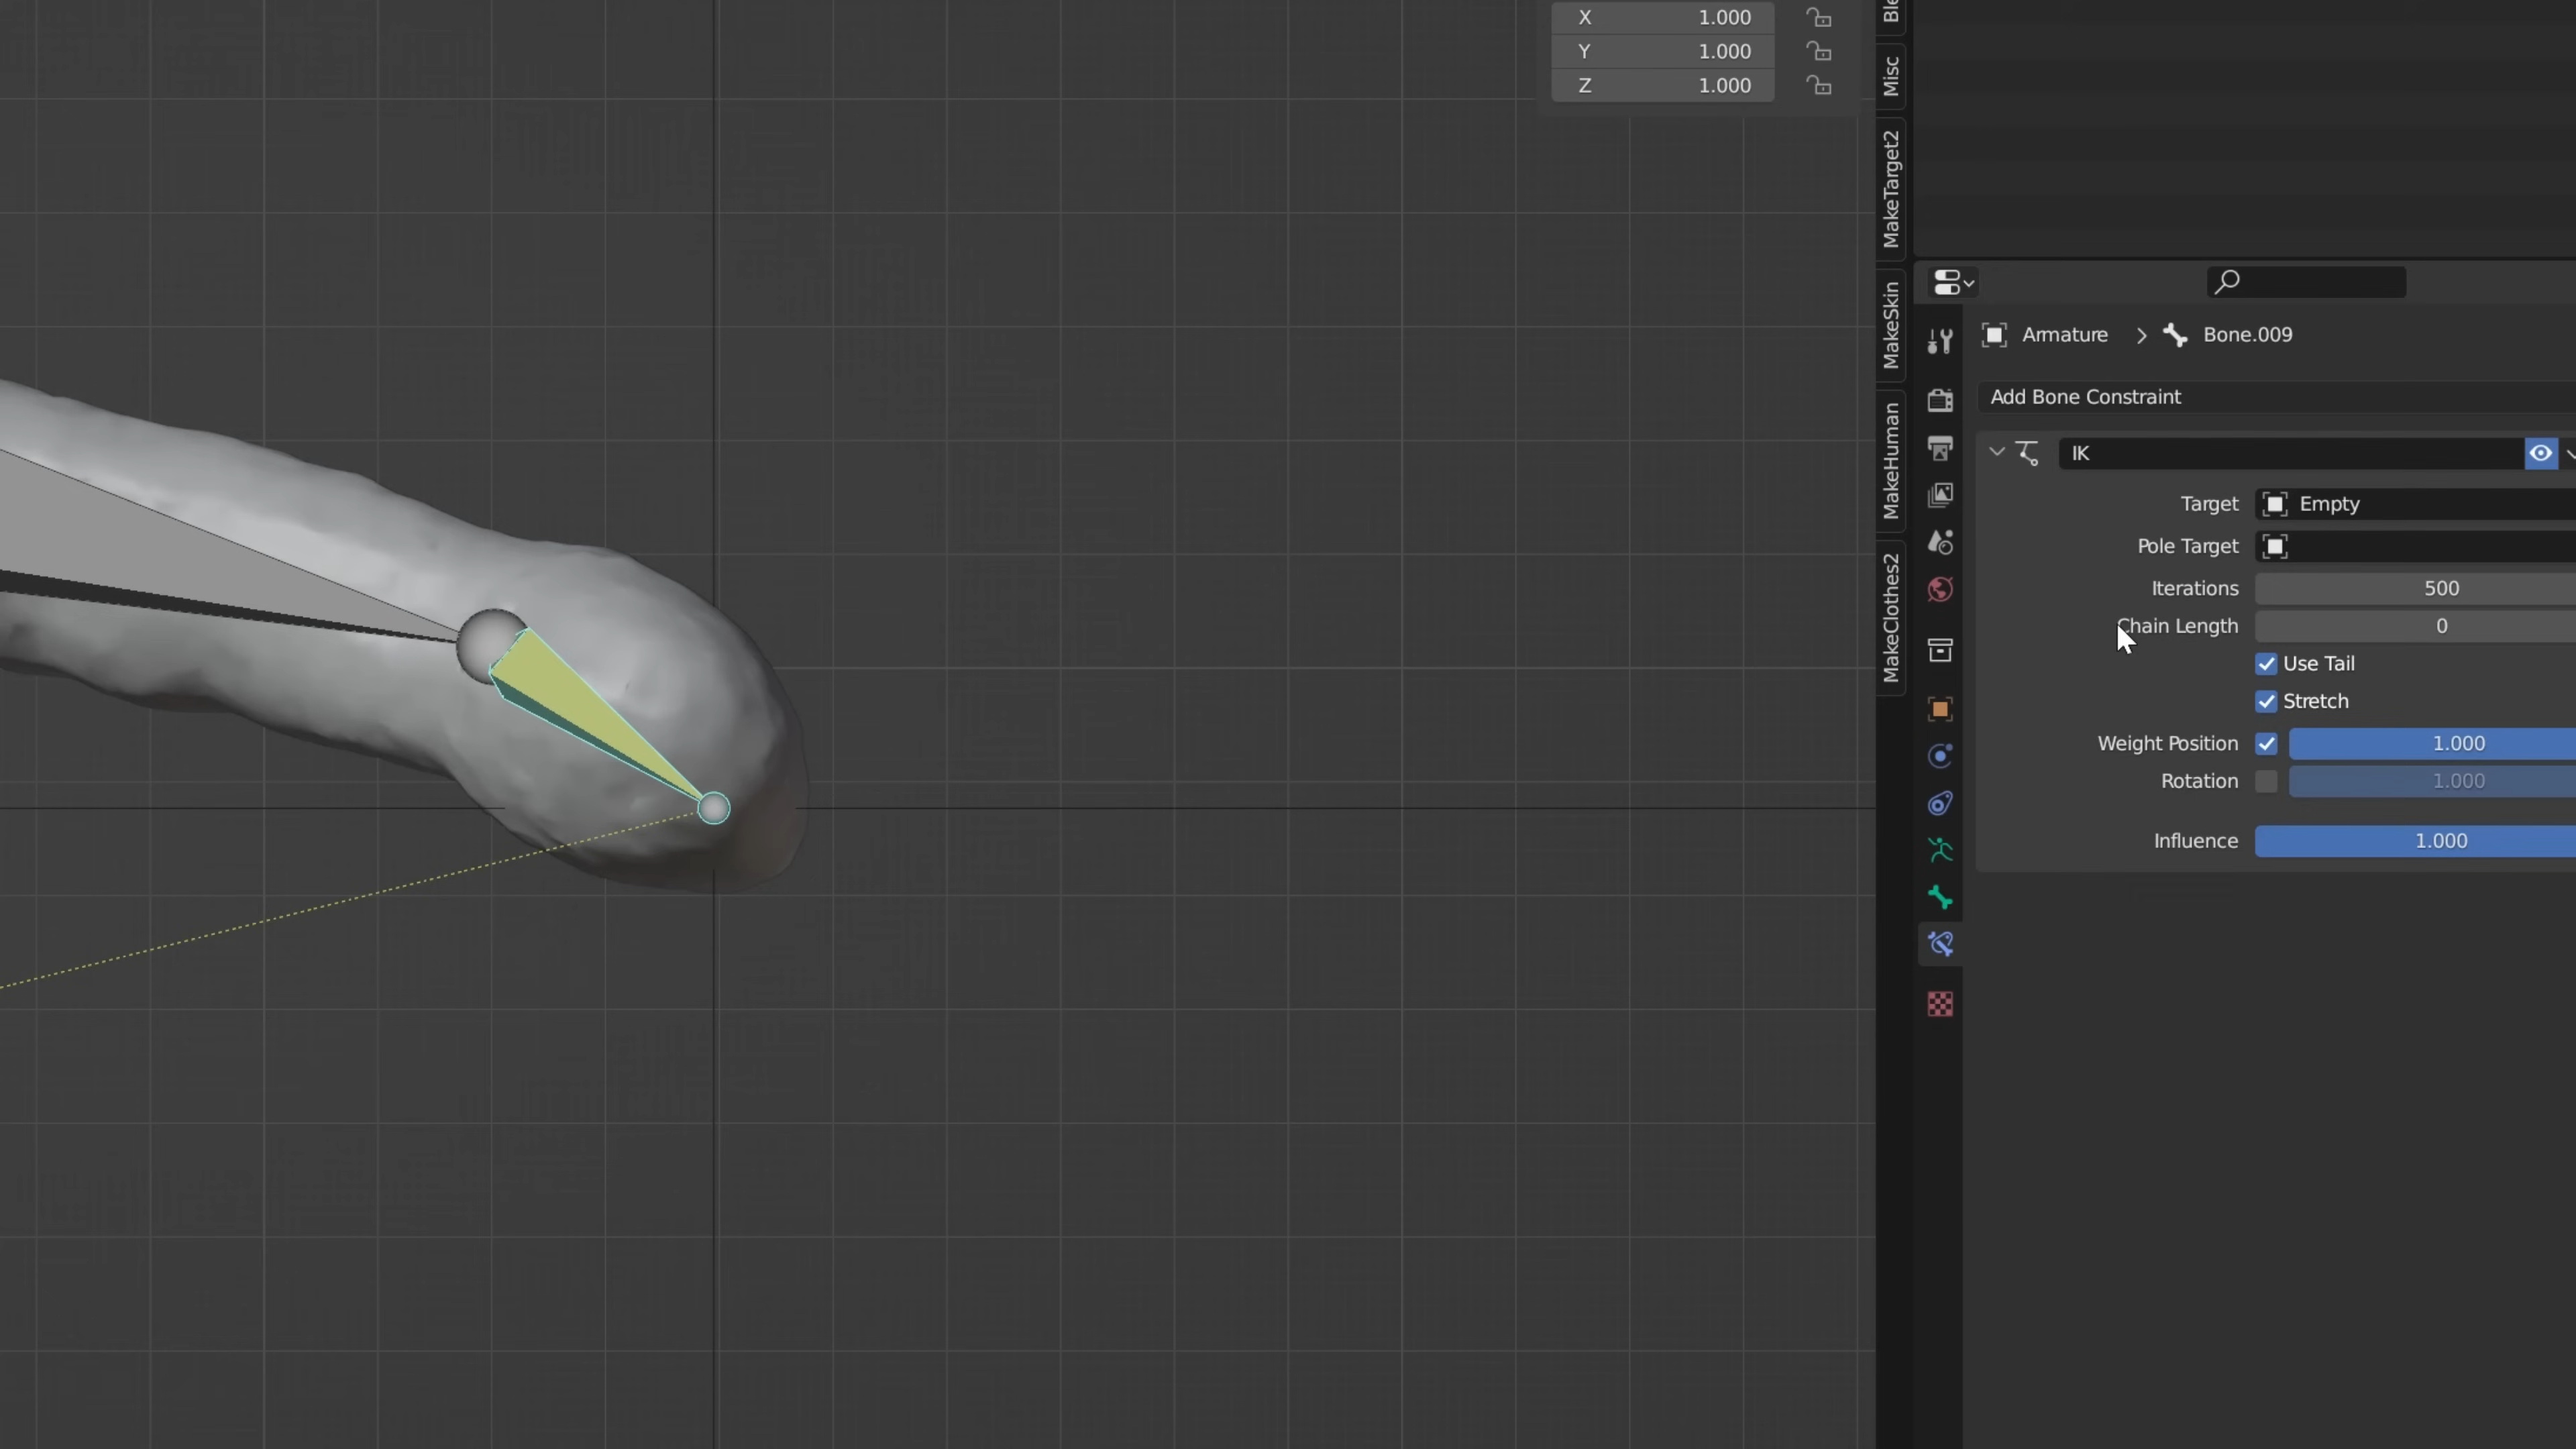 X 1.000
Y 1.000
Z 1.000
Misc
MakeTarget2
MakeSkin
MakeHuman
MakeClothes2
Armature > Bone.009
Add Bone Constraint
IK
Target Empty
Pole Target
Iterations 500
Chain Length 0
Use Tail
Stretch
Weight Position 1.000
Rotation 1.000
Influence 1.000